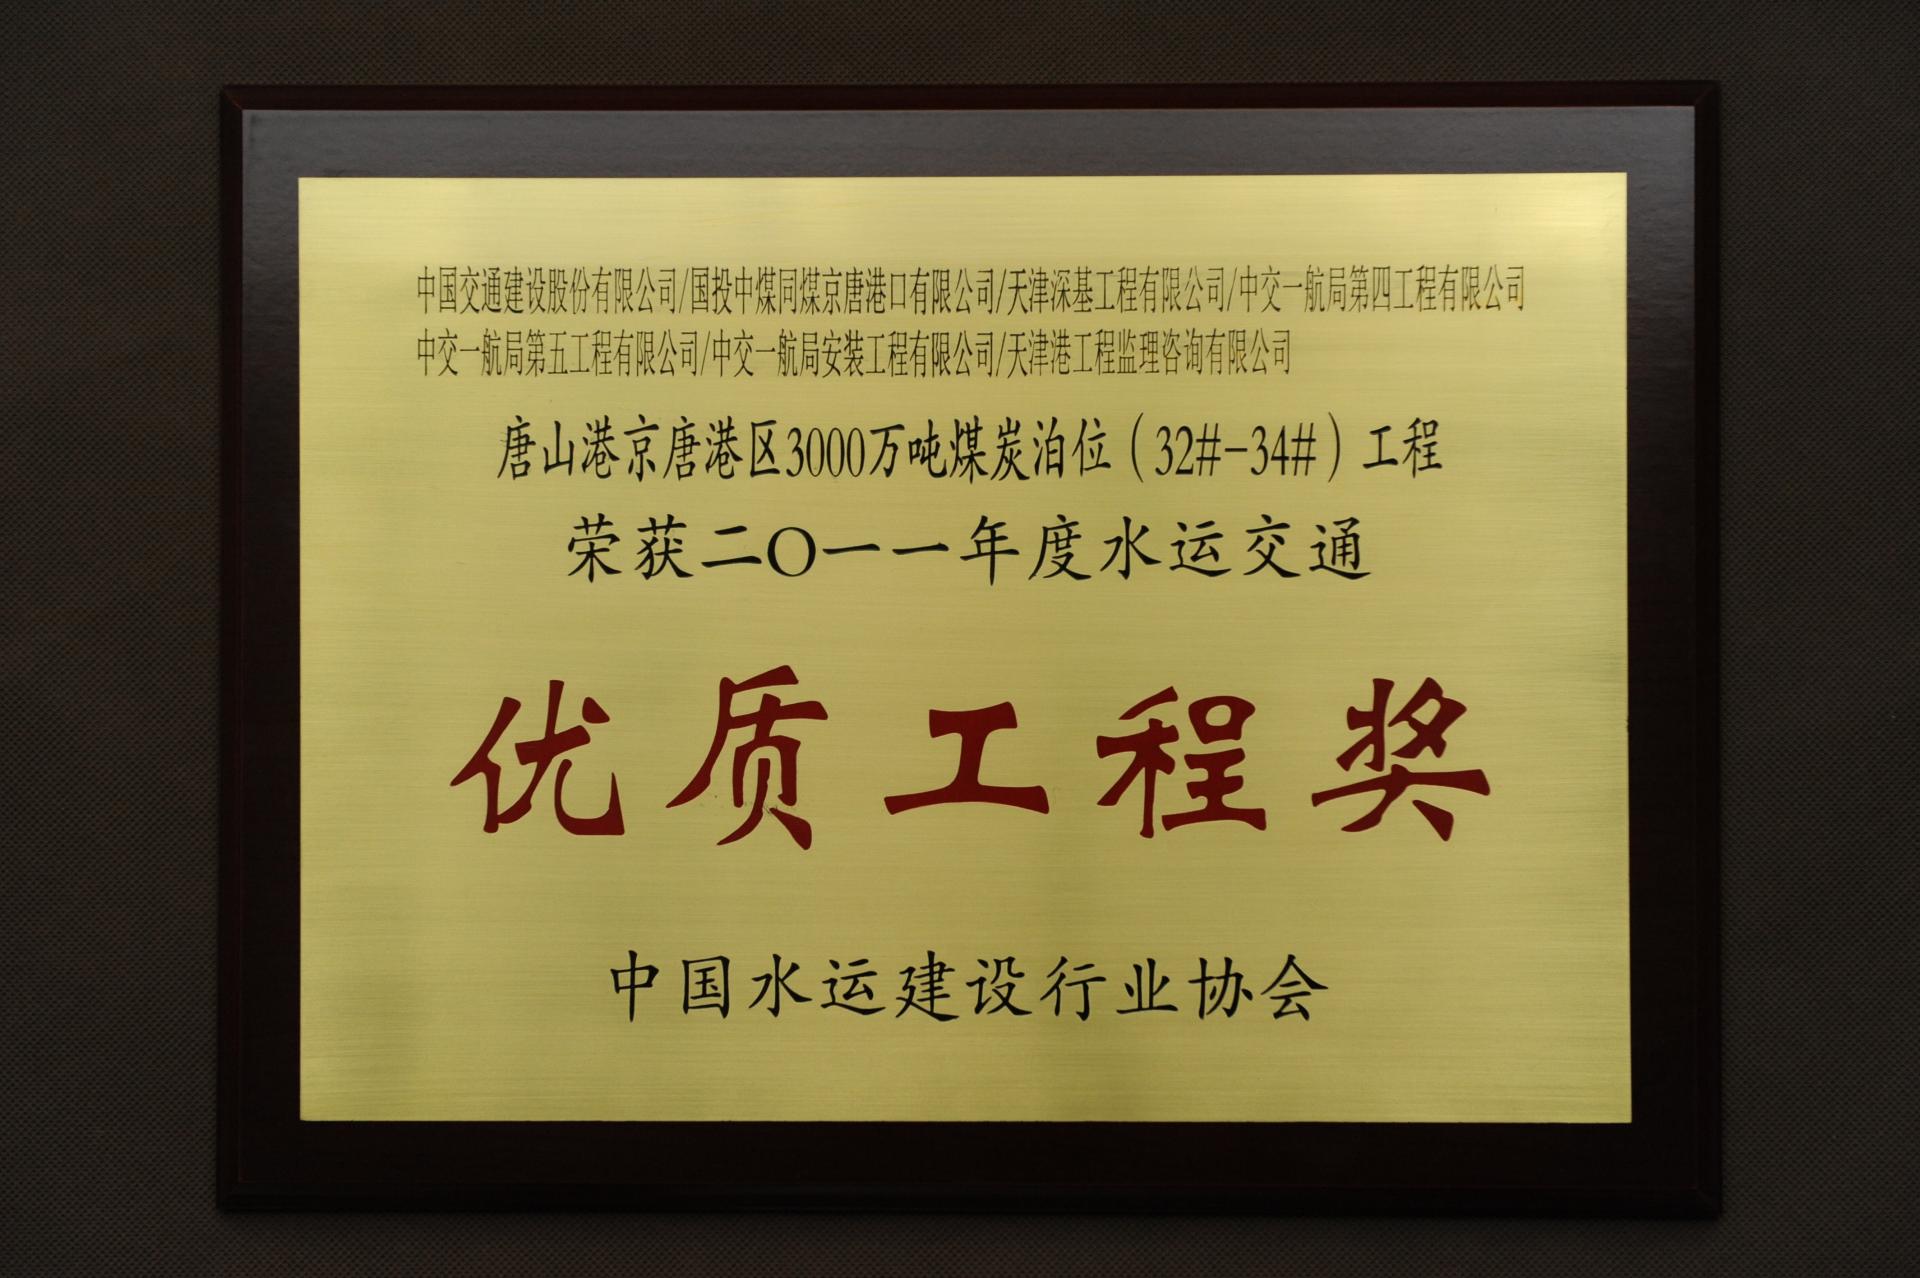 中国交通建设股份有限公司/国投中煤同煤京唐港口有限公司/天津深基工程有限公司/中交一航局第四工程有限公司
中交一航局第五工程有限公司/中交一航局安装工程有限公司/天津港工程监理咨询有限公司
唐山港京唐港区3000万吨煤炭泊位（32#-34#）工程
荣获二〇一一年度水运交通
优质工程奖
中国水运建设行业协会